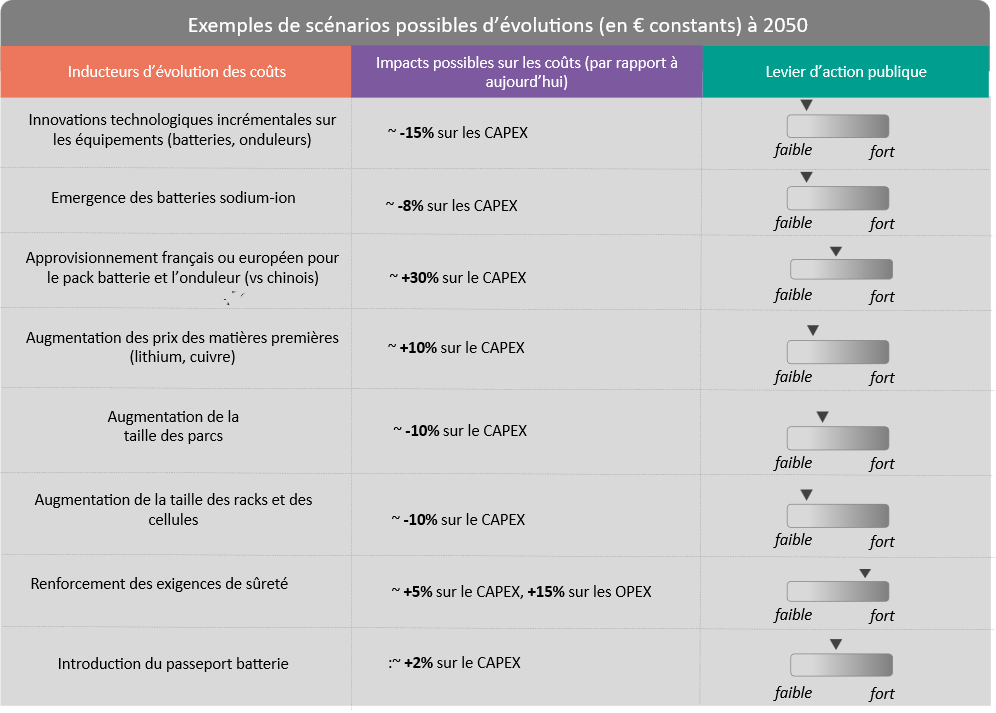 Exemples de scénarios possibles d'évolutions (en € constants) à 2050
Inducteurs d'évolution des coûts
Impacts possibles sur les coûts (par rapport à
aujourd'hui)
Levier d'action publique
Innovations technologiques incrémentales sur
les équipements (batteries, onduleurs)
~ -15% sur les CAPEX
faible fort
Emergence des batteries sodium-ion
~ -8% sur les CAPEX
faible fort
Approvisionnement français ou européen pour
le pack batterie et l'onduleur (vs chinois)
~ +30% sur le CAPEX
faible fort
Augmentation des prix des matières premières
(lithium, cuivre)
~ +10% sur le CAPEX
faible fort
Augmentation de la
taille des parcs
~ -10% sur le CAPEX
faible fort
Augmentation de la taille des racks et des
cellules
~ -10% sur le CAPEX
faible fort
Renforcement des exigences de sûreté
~ +5% sur le CAPEX, +15% sur les OPEX
faible fort
Introduction du passeport batterie
:~ +2% sur le CAPEX
faible fort